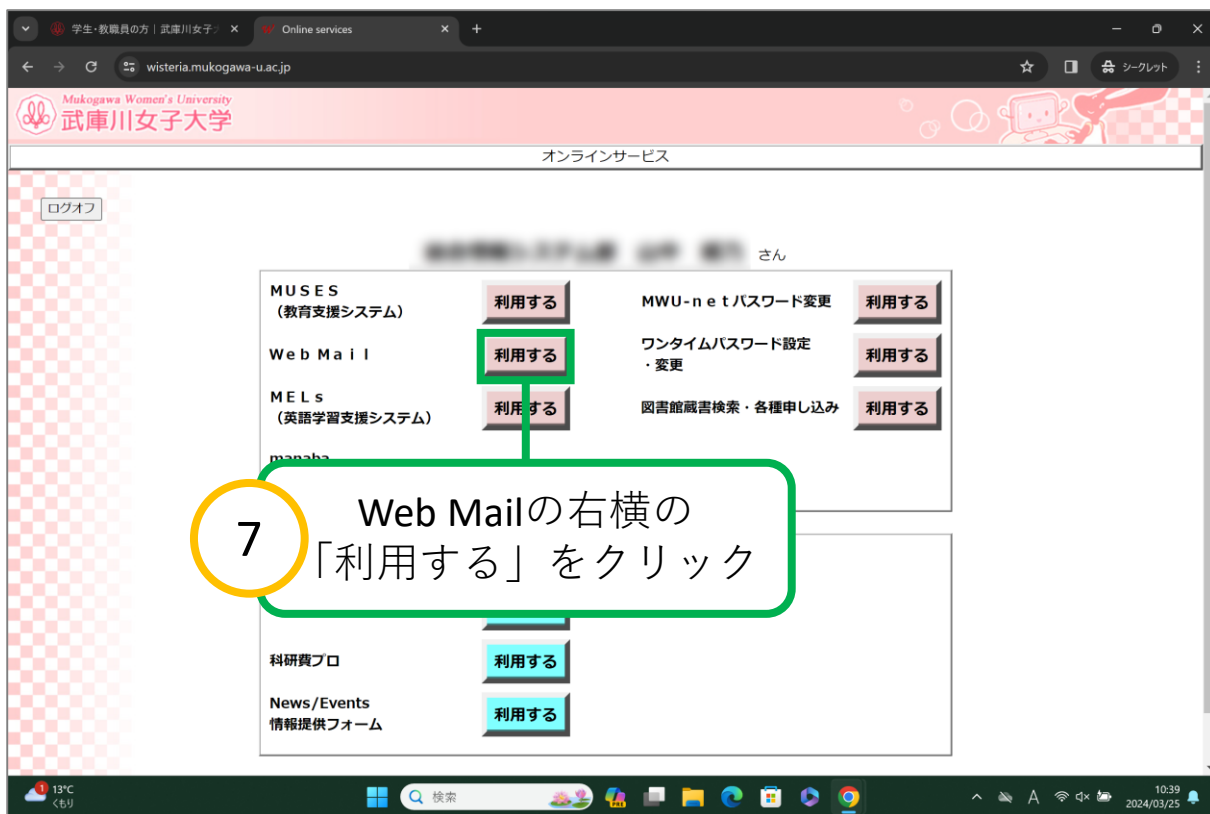 学生・教職員の方｜武庫川女子
Online services
wisteria.mukogawa-u.ac.jp
シークレット
Mukogawa Women's University
武庫川女子大学
オンラインサービス
ログオフ
さん
ＭＵＳＥＳ
（教育支援システム）
利用する
ＭＷＵ-ｎｅｔパスワード変更
利用する
Ｗｅｂ Ｍａｉｌ
利用する
ワンタイムパスワード設定
・変更
利用する
ＭＥＬｓ
（英語学習支援システム）
利用する
図書館蔵書検索・各種申し込み
利用する
manaba
7
Web Mailの右横の
「利用する」をクリック
科研費プロ
利用する
News/Events
情報提供フォーム
利用する
1
13°C
くもり
検索
PRE
A
10:39
2024/03/25